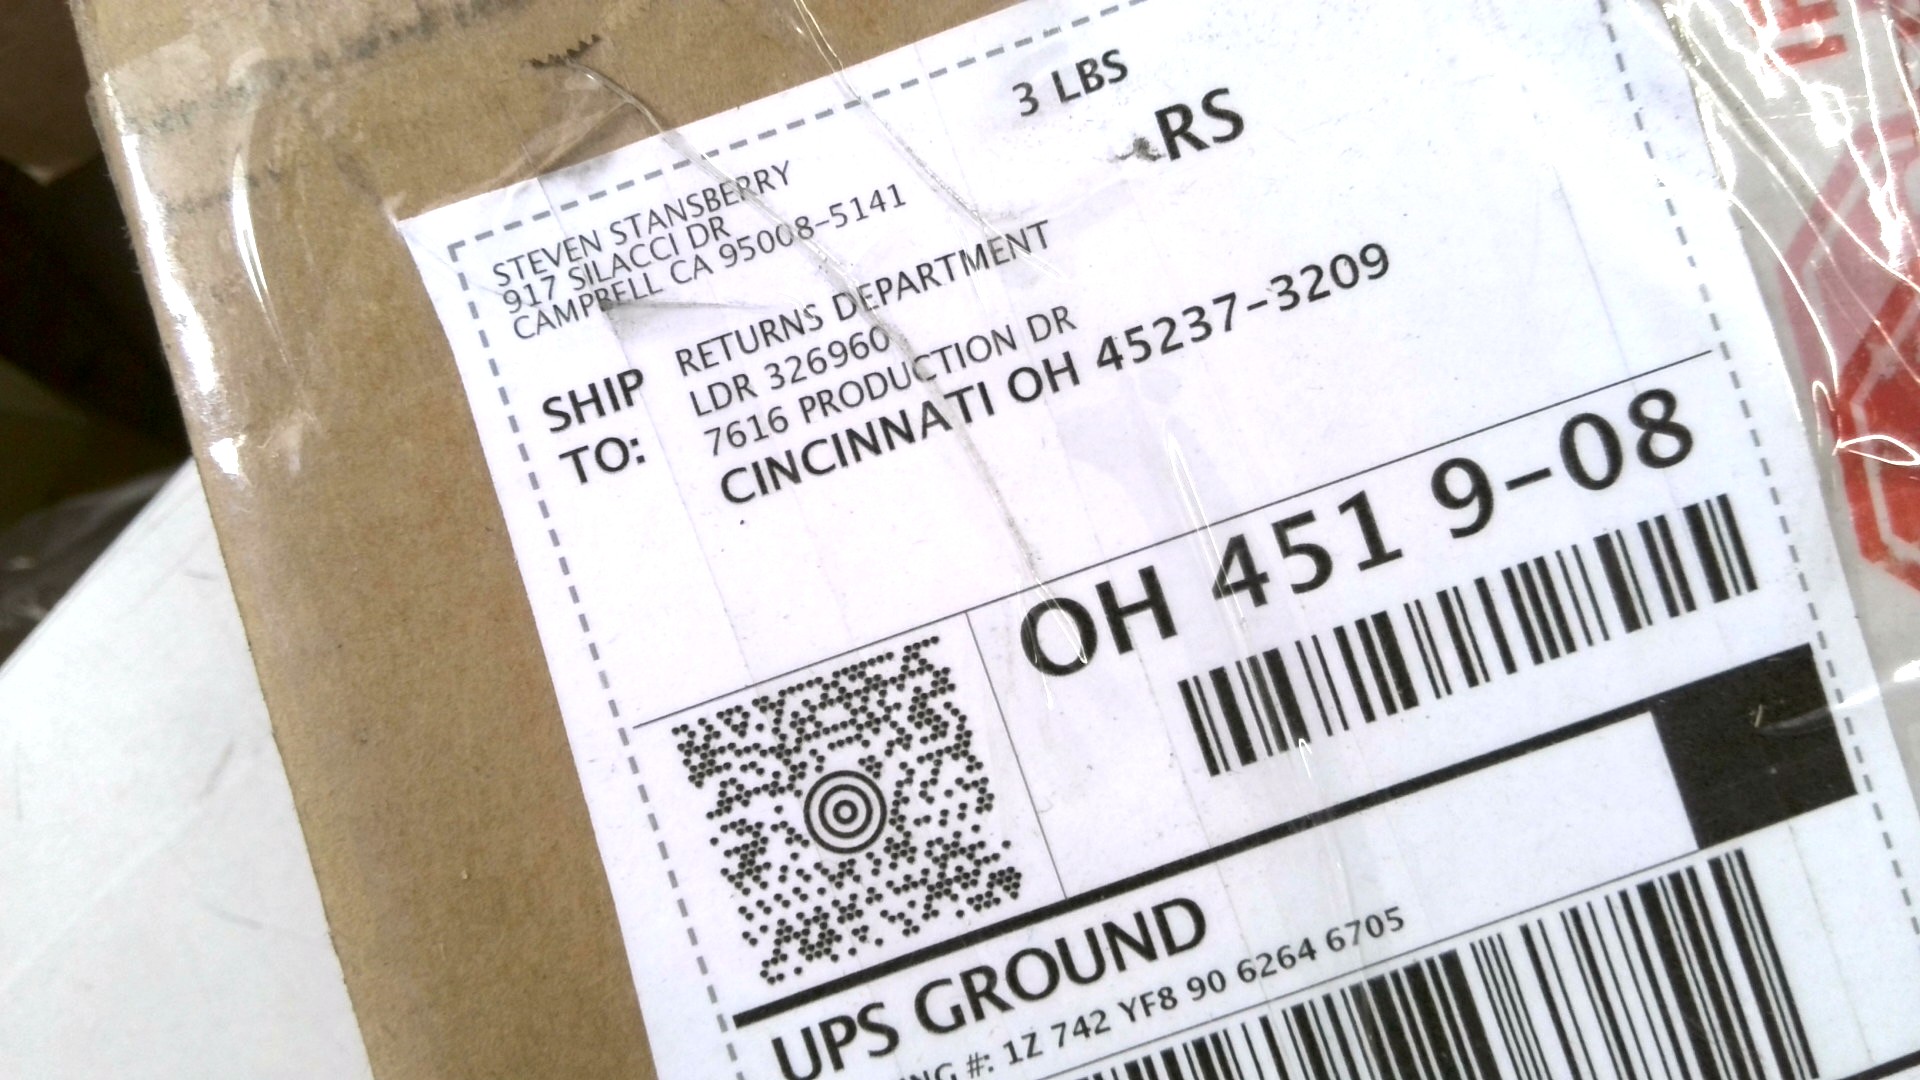 3 LBS
RS
STEVEN STANSBERRY
917 SILACCI DR
CAMPBELL CA 95008-5141
SHIP TO:
RETURNS DEPARTMENT
LDR 326960
7616 PRODUCTION DR
CINCINNATI OH 45237-3209
OH 451 9-08
UPS GROUND
NG #: 1Z 742 YF8 90 6264 6705